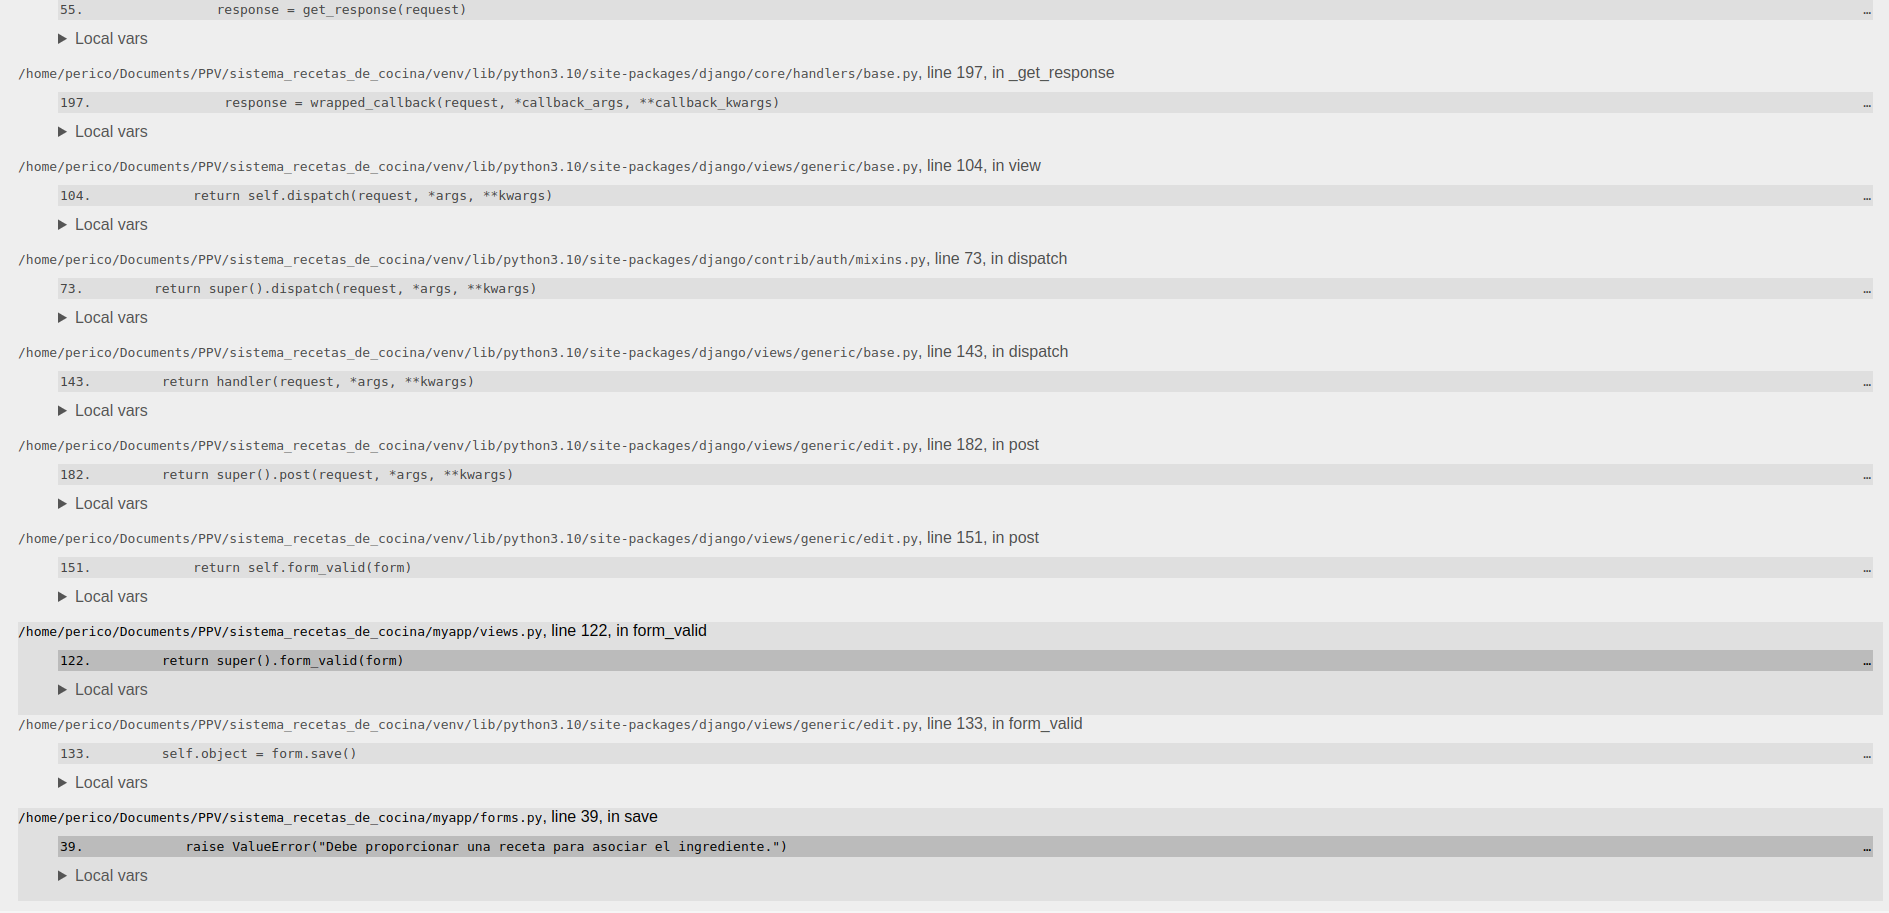 55. response = get_response(request) …
▶ Local vars
/home/perico/Documents/PPV/sistema_recetas_de_cocina/venv/lib/python3.10/site-packages/django/core/handlers/base.py, line 197, in _get_response
197. response = wrapped_callback(request, *callback_args, **callback_kwargs) …
▶ Local vars
/home/perico/Documents/PPV/sistema_recetas_de_cocina/venv/lib/python3.10/site-packages/django/views/generic/base.py, line 104, in view
104. return self.dispatch(request, *args, **kwargs) …
▶ Local vars
/home/perico/Documents/PPV/sistema_recetas_de_cocina/venv/lib/python3.10/site-packages/django/contrib/auth/mixins.py, line 73, in dispatch
73. return super().dispatch(request, *args, **kwargs) …
▶ Local vars
/home/perico/Documents/PPV/sistema_recetas_de_cocina/venv/lib/python3.10/site-packages/django/views/generic/base.py, line 143, in dispatch
143. return handler(request, *args, **kwargs) …
▶ Local vars
/home/perico/Documents/PPV/sistema_recetas_de_cocina/venv/lib/python3.10/site-packages/django/views/generic/edit.py, line 182, in post
182. return super().post(request, *args, **kwargs) …
▶ Local vars
/home/perico/Documents/PPV/sistema_recetas_de_cocina/venv/lib/python3.10/site-packages/django/views/generic/edit.py, line 151, in post
151. return self.form_valid(form) …
▶ Local vars
/home/perico/Documents/PPV/sistema_recetas_de_cocina/myapp/views.py, line 122, in form_valid
122. return super().form_valid(form) …
▶ Local vars
/home/perico/Documents/PPV/sistema_recetas_de_cocina/venv/lib/python3.10/site-packages/django/views/generic/edit.py, line 133, in form_valid
133. self.object = form.save() …
▶ Local vars
/home/perico/Documents/PPV/sistema_recetas_de_cocina/myapp/forms.py, line 39, in save
39. raise ValueError("Debe proporcionar una receta para asociar el ingrediente.") …
▶ Local vars